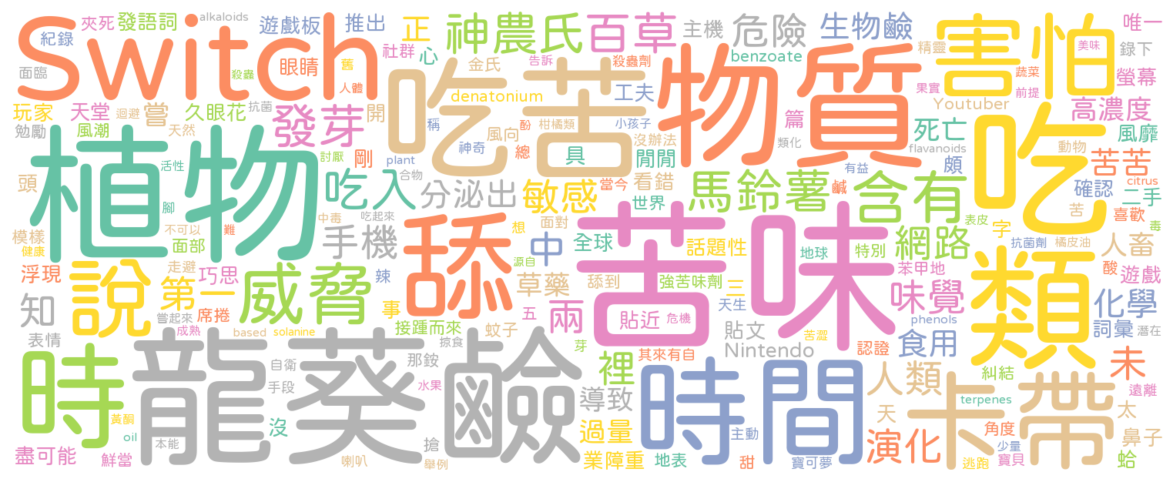 夾死 發語詞 alkaloids 遊戲板 推出 正 神農氏 百草 主機 危險 生物鹼 害怕 唯一
紀錄 Switch 社群 心 告訴 殺蟲劑 精靈 美味 錄下
面臨 殺蟲 舊 眼睛 金氏 benzoate 果實 蔬菜 前提 螢幕
玩家 天堂 迴避 抗菌 久眼花 人體 吃苦 denatonium 工夫 物質 Youtuber 高濃度
勉勵 風潮 天然 嘗 發芽 開 風向 柑橘類 小孩子 篇 死亡 吃 風靡
稱 酚 沒辦法 類化 flavanoids 動物
植物 活性 討厭 plant 神奇 總 具 閒閒 頗 苦苦
頭 腳 合物 剛 看錯 當今 鹹 有益 citrus
吃入 分泌出 敏感 世界 馬鈴薯 含有 確認 二手
模樣 不可以 中毒 吃起來 難 手機 舔 想 面對 苦味 表皮 苦 喜歡 毒
健康 面部 中 全球 話題性 地球 特別 網路 字 抗菌劑 橘皮油 人畜
浮現 走避 巧思 辣 源自 草藥 舔到 強苦味劑 苯甲地 類 酸 遊戲
說 第一 威脅 事 蚊子 三 天生 味覺 化學
知 嘗起來 五 兩 貼近 危機 phenols 詞彙 潛在
表情 席捲 成熟 based solanine 接踵而來 貼文 苦澀 認證 食用
時 龍葵鹼 芽 掠食 Nintendo 未
自衛 那銨 其來有自 裡 時間 人類 糾結 遠離
手段 水果 導致 terpenes 卡帶
黃酮 沒 過量 天 太
oil 本能 搶 主動 演化 角度 少量 鼻子
盡可能 鮮當 喇叭 舉例 業障重 地表 甜 寶可夢 逃跑 寶貝 蛤